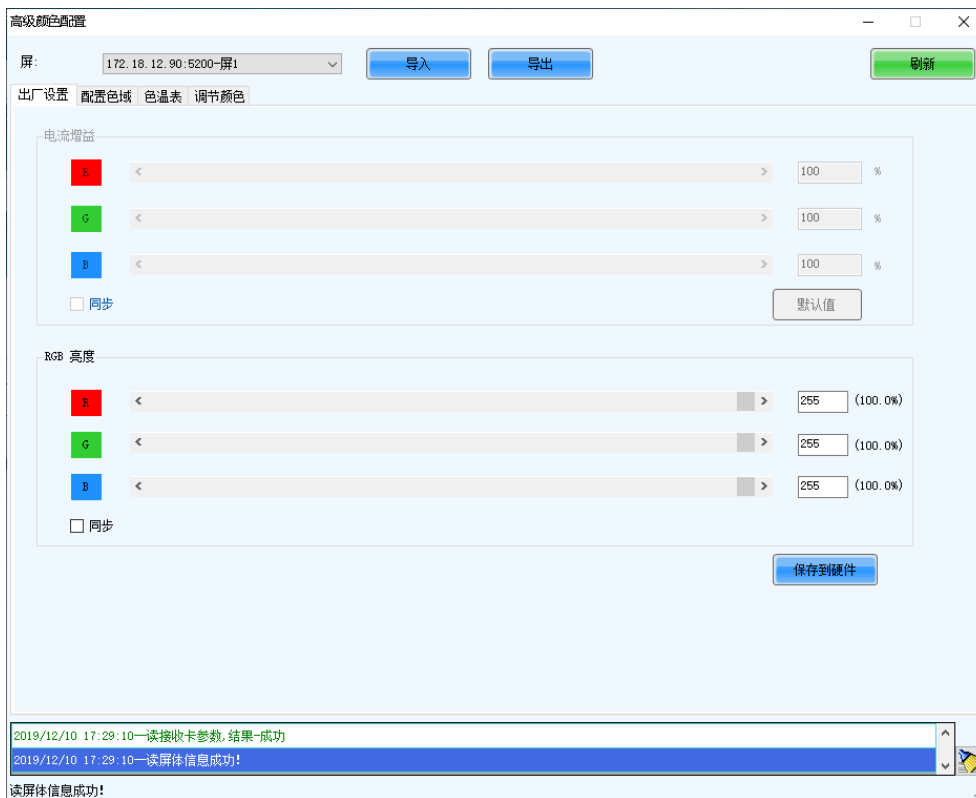 高级颜色配置
屏: 172.18.12.90:5200-屏1 导入 导出 刷新
出厂设置 配置色域 色温表 调节颜色
电流增益
R 100 %
G 100 %
B 100 %
同步 默认值
RGB 亮度
R 255 (100.0%)
G 255 (100.0%)
B 255 (100.0%)
同步
保存到硬件
2019/12/10 17:29:10—读接收卡参数,结果-成功
2019/12/10 17:29:10—读屏体信息成功!
读屏体信息成功!